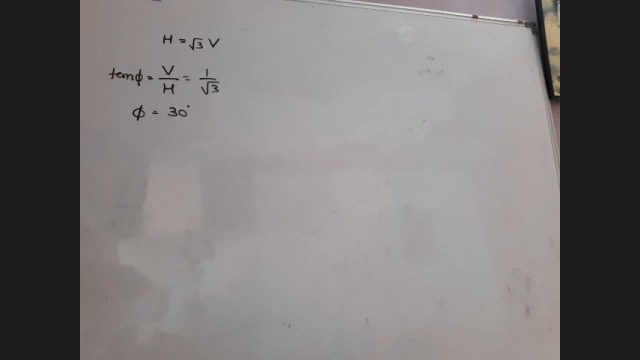 H = √3 V
tanϕ = V/H = 1/√3
ϕ = 30°